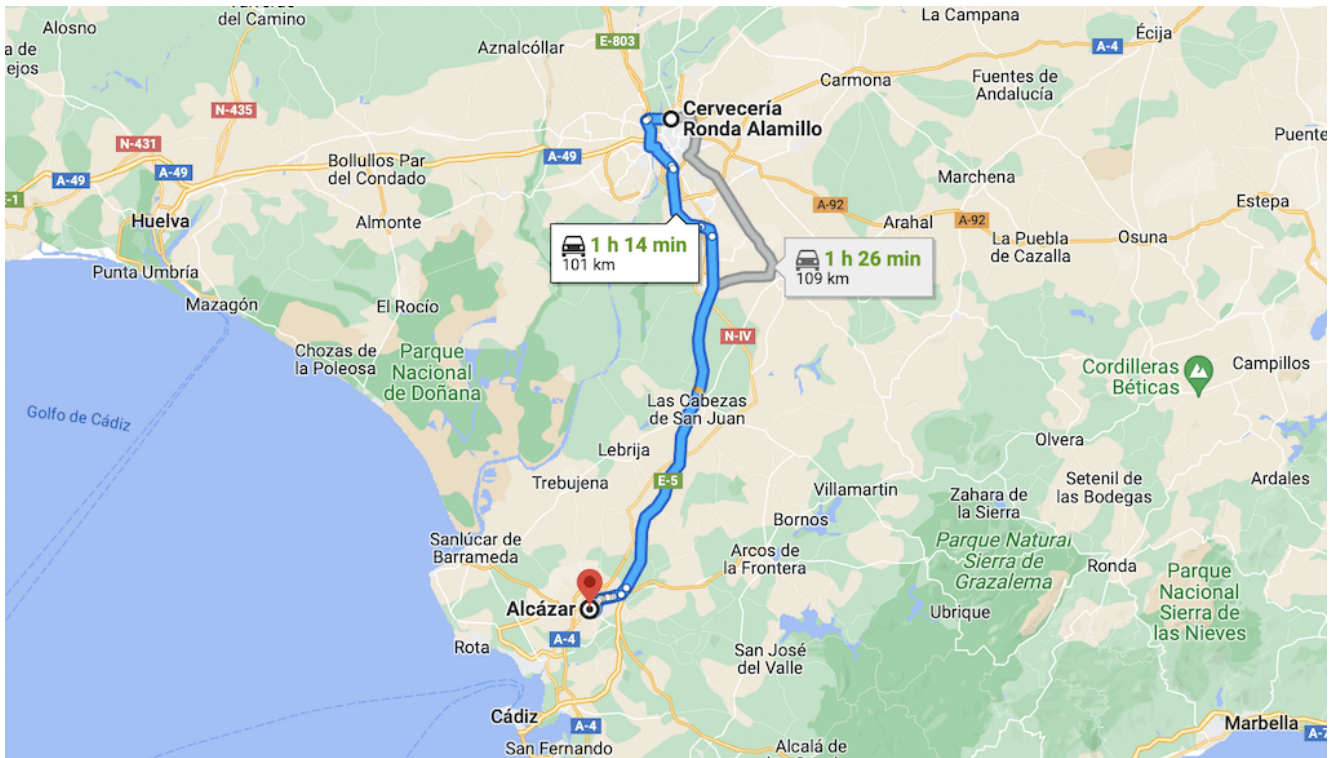 del Camino
Alosno
La Campana
Écija
E-803
A-4
a de
ejos
Aznalcóllar
Carmona
Fuentes de
Andalucía
N-435
Cervecería
Ronda Alamillo
Puente
N-431
A-49
A-49
A-49
Bollullos Par
del Condado
Marchena
E-1
Huelva
Almonte
A-92
Arahal
A-92
Estepa
La Puebla
de Cazalla
Osuna
1 h 14 min
101 km
1 h 26 min
109 km
Punta Umbría
Mazagón
El Rocío
N-IV
Chozas de
la Poleosa
Parque
Nacional
de Doñana
Cordilleras
Béticas
Campillos
Golfo de Cádiz
Las Cabezas
de San Juan
Olvera
Lebrija
E-5
Trebujena
Villamartin
Zahara de
la Sierra
Setenil de
las Bodegas
Ardales
Bornos
Sanlúcar de
Barrameda
Arcos de
la Frontera
Parque Natural
Sierra de
Grazalema
Ronda
Parque
Nacional
Sierra de
las Nieves
Alcázar
Ubrique
A-4
Rota
San José
del Valle
Cádiz
A-4
Marbella
A-7
San Fernando
Alcalá de